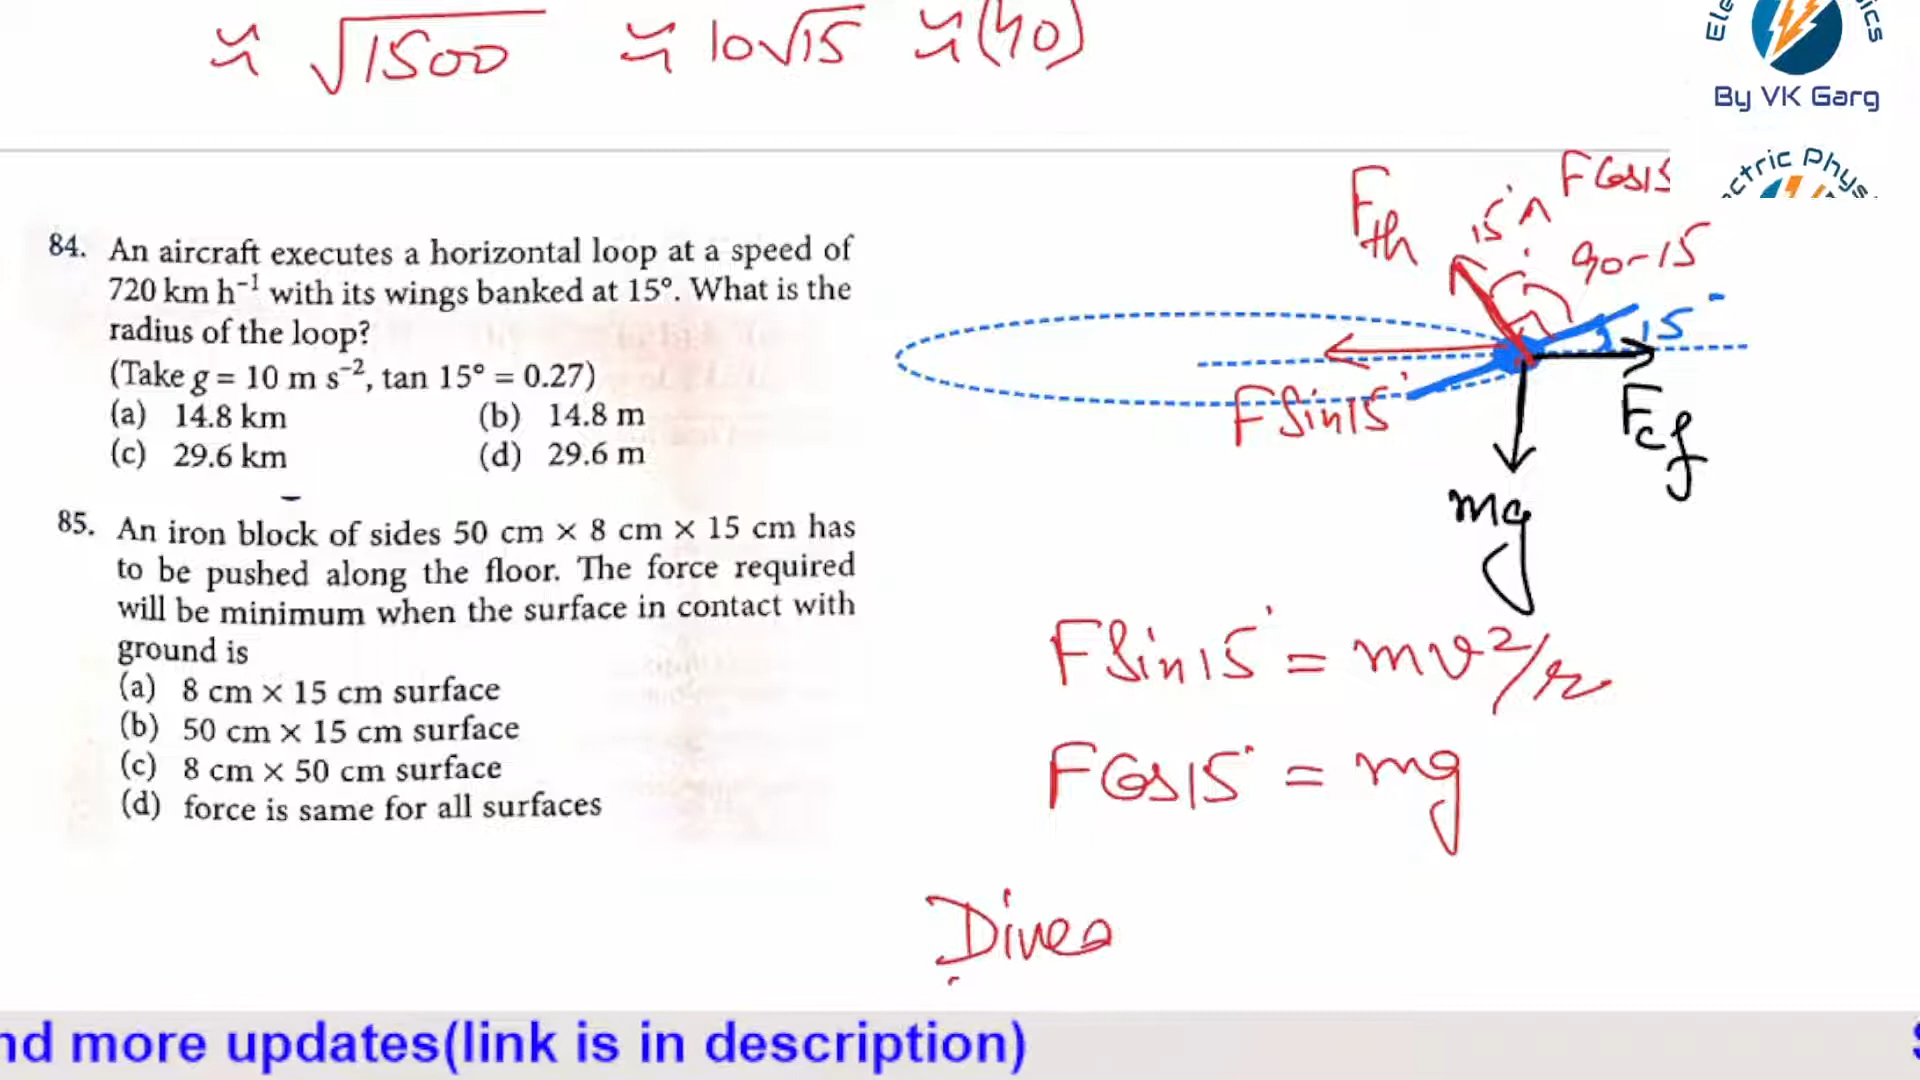 ≈ √1500 ≈ 10√15 ≈ (40)
By VK Garg
84. An aircraft executes a horizontal loop at a speed of
720 km h⁻¹ with its wings banked at 15°. What is the
radius of the loop?
(Take g = 10 m s⁻², tan 15° = 0.27)
(a) 14.8 km (b) 14.8 m
(c) 29.6 km (d) 29.6 m
85. An iron block of sides 50 cm × 8 cm × 15 cm has
to be pushed along the floor. The force required
will be minimum when the surface in contact with
ground is
(a) 8 cm × 15 cm surface
(b) 50 cm × 15 cm surface
(c) 8 cm × 50 cm surface
(d) force is same for all surfaces
F cos15
F th
15°
90-15
15°
F sin15°
F cf
mg
F sin15° = mv²/r
F cos15° = mg
nd more updates(link is in description)